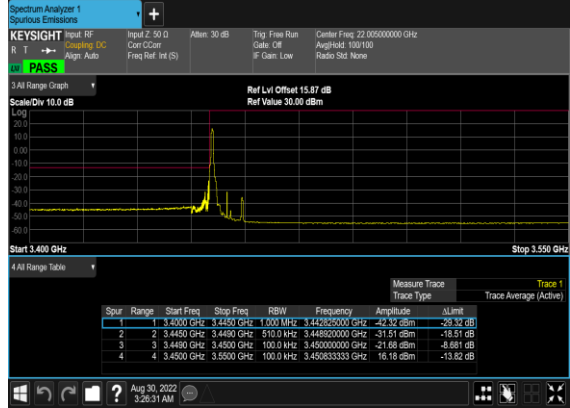 Spectrum Analyzer 1
Spurious Emissions
KEYSIGHT Input: RF Input Z: 50 Ω Atten: 30 dB Trig: Free Run Center Freq: 22.005000000 GHz
R T Coupling: DC Corr CCorr Gate: Off Avg|Hold: 100/100
Align: Auto Freq Ref: Int (S) IF Gain: Low Radio Std: None
PASS
3 All Range Graph
Ref Lvl Offset 15.87 dB
Scale/Div 10.0 dB Ref Value 30.00 dBm
Log
20.0
10.0
0.00
-10.0
-20.0
-30.0
-40.0
-50.0
-60.0
Start 3.400 GHz Stop 3.550 GHz
4 All Range Table
Measure Trace Trace 1
Trace Type Trace Average (Active)
Spur Range Start Freq Stop Freq RBW Frequency Amplitude ΔLimit
1 1 3.4000 GHz 3.4450 GHz 1.000 MHz 3.442825000 GHz -42.32 dBm -29.32 dB
2 2 3.4450 GHz 3.4490 GHz 510.0 kHz 3.448920000 GHz -31.51 dBm -18.51 dB
3 3 3.4490 GHz 3.4500 GHz 100.0 kHz 3.450000000 GHz -21.68 dBm -8.681 dB
4 4 3.4500 GHz 3.5500 GHz 100.0 kHz 3.450833333 GHz 16.18 dBm -13.82 dB
? Aug 30, 2022
3:26:31 AM